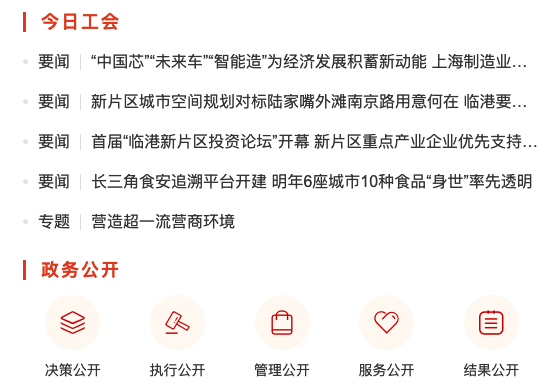 今日工会
要闻 “中国芯”“未来车”“智能造”为经济发展积蓄新动能 上海制造业…
要闻 新片区城市空间规划对标陆家嘴外滩南京路用意何在 临港要…
要闻 首届“临港新片区投资论坛”开幕 新片区重点产业企业优先支持…
要闻 长三角食安追溯平台开建 明年6座城市10种食品“身世”率先透明
专题 营造超一流营商环境
政务公开
决策公开 执行公开 管理公开 服务公开 结果公开